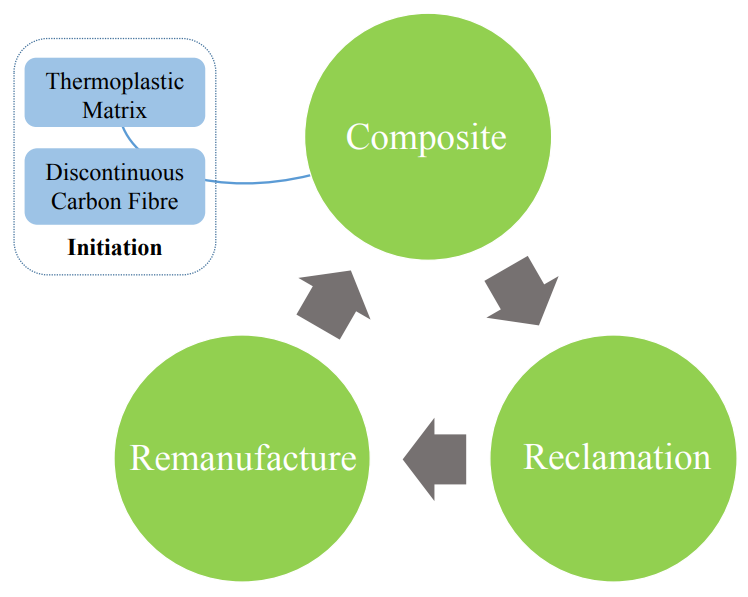 Thermoplastic
Matrix
Discontinuous
Carbon Fibre
Initiation
Composite
Remanufacture
Reclamation